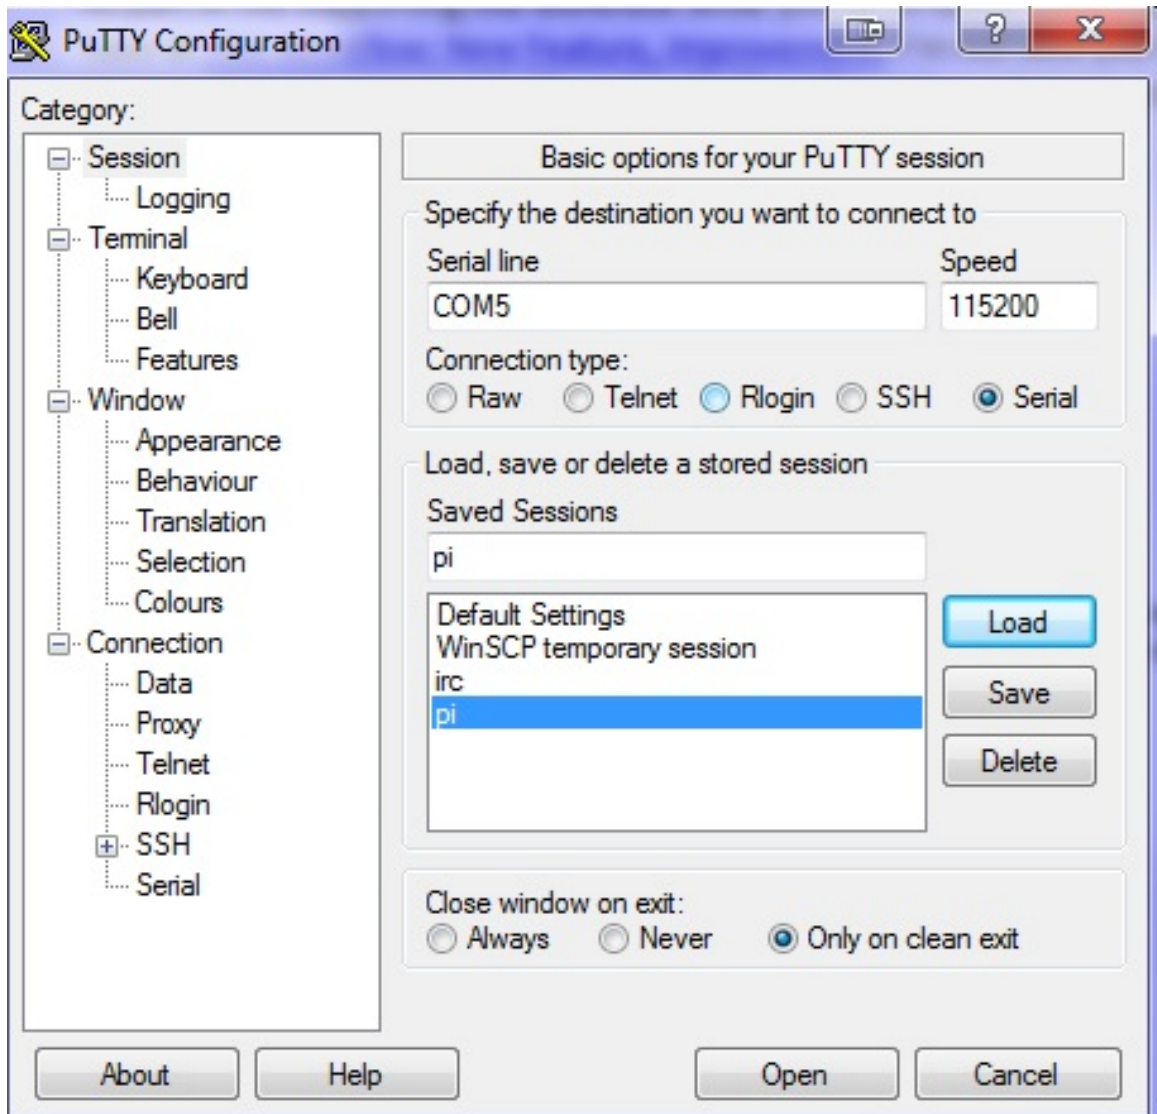 PuTTY Configuration
?
X
Category:
Session
Logging
Terminal
Keyboard
Bell
Features
Window
Appearance
Behaviour
Translation
Selection
Colours
Connection
Data
Proxy
Telnet
Rlogin
SSH
Serial
Basic options for your PuTTY session
Specify the destination you want to connect to
Serial line Speed
COM5 115200
Connection type:
Raw Telnet Rlogin SSH Serial
Load, save or delete a stored session
Saved Sessions
pi
Default Settings
WinSCP temporary session
irc
pi
Load
Save
Delete
Close window on exit:
Always Never Only on clean exit
About Help Open Cancel